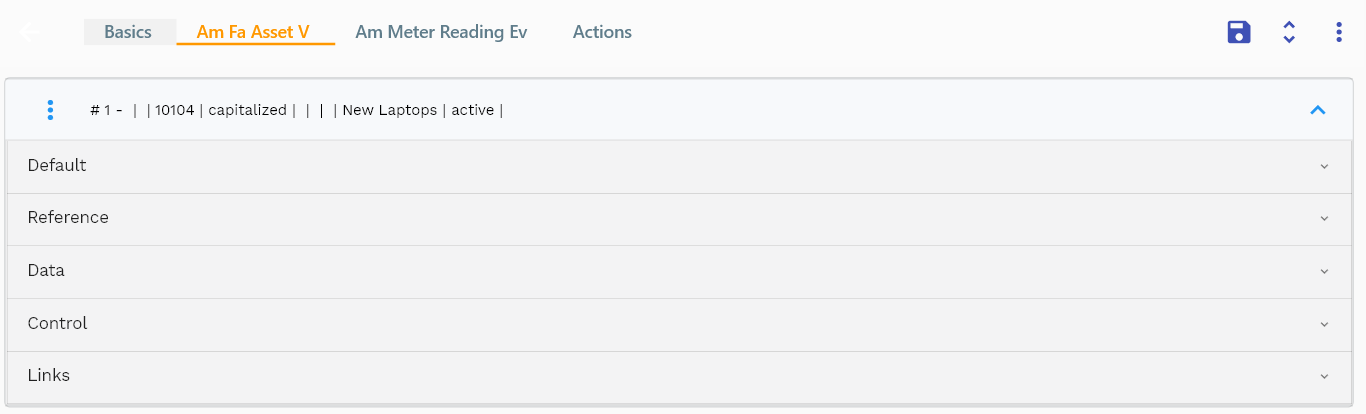 Basics Am Fa Asset V Am Meter Reading Ev Actions
# 1 - | | 10104 | capitalized | | | | New Laptops | active |
Default
Reference
Data
Control
Links